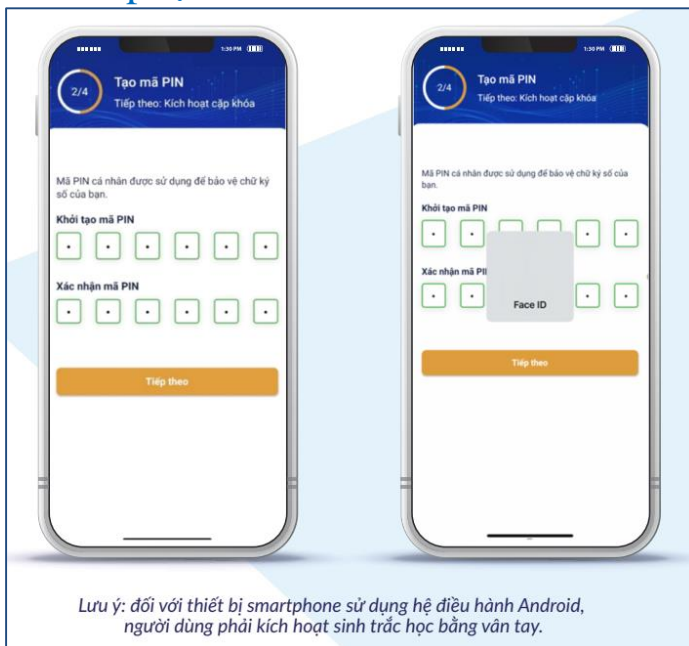 1:30 PM
2/4
Tạo mã PIN
Tiếp theo: Kích hoạt cặp khóa
Mã PIN cá nhân được sử dụng để bảo vệ chữ ký
số của bạn.
Khởi tạo mã PIN
Xác nhận mã PIN
Tiếp theo
1:30 PM
2/4
Tạo mã PIN
Tiếp theo: Kích hoạt cặp khóa
Mã PIN cá nhân được sử dụng để bảo vệ chữ ký số của
bạn.
Khởi tạo mã PIN
Xác nhận mã PI
Face ID
Tiếp theo
Lưu ý: đối với thiết bị smartphone sử dụng hệ điều hành Android,
người dùng phải kích hoạt sinh trắc học bằng vân tay.